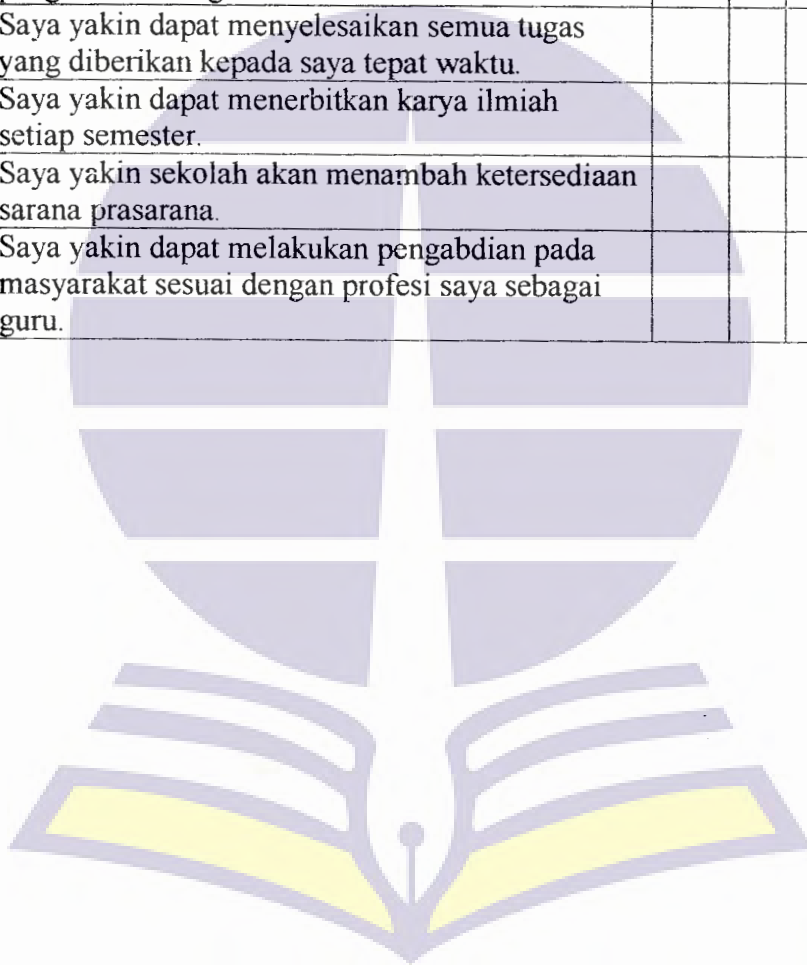 Saya yakin dapat menyelesaikan semua tugas
yang diberikan kepada saya tepat waktu.
Saya yakin dapat menerbitkan karya ilmiah
setiap semester.
Saya yakin sekolah akan menambah ketersediaan
sarana prasarana.
Saya yakin dapat melakukan pengabdian pada
masyarakat sesuai dengan profesi saya sebagai
guru.